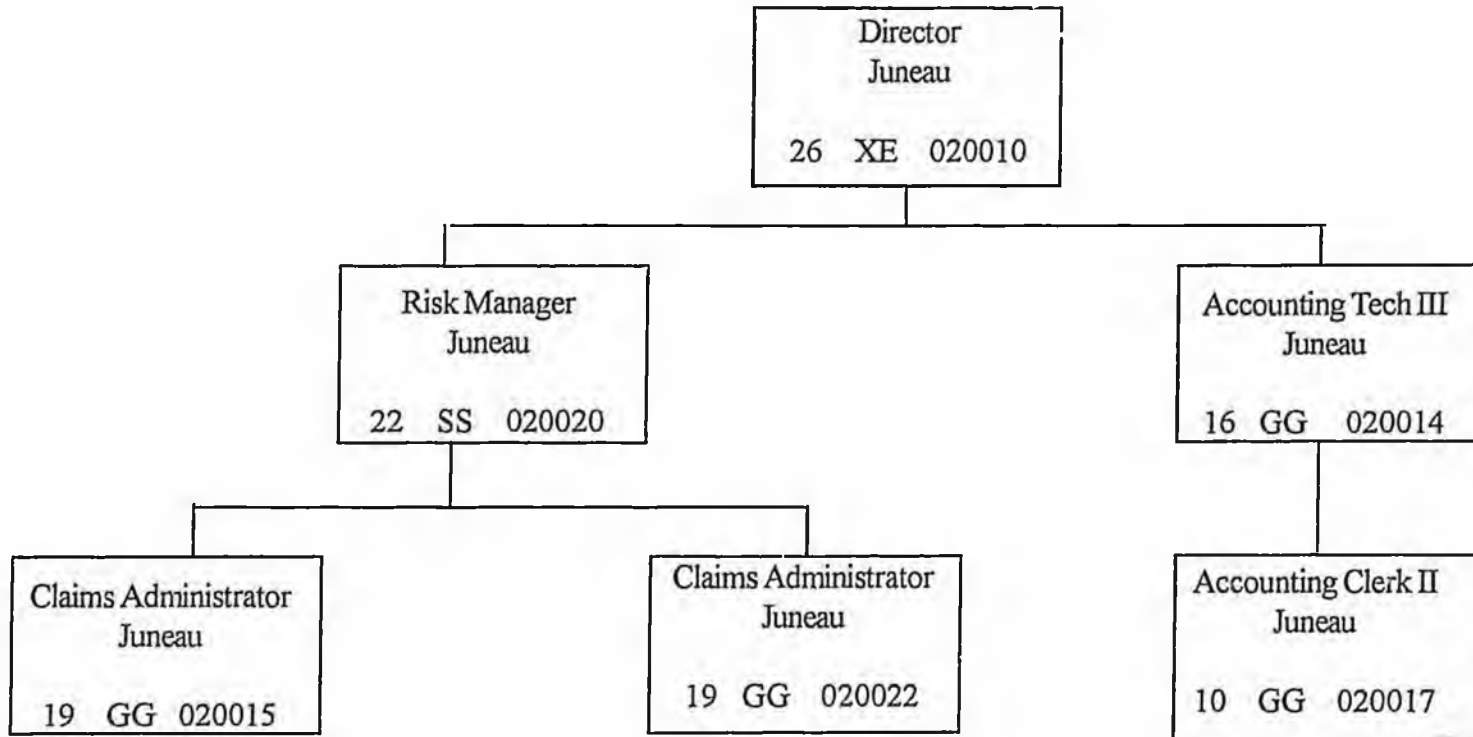 Director
Juneau
26 XE 020010
Risk Manager
Juneau
22 SS 020020
Accounting Tech III
Juneau
16 GG 020014
Claims Administrator
Juneau
19 GG 020015
Claims Administrator
Juneau
19 GG 020022
Accounting Clerk II
Juneau
10 GG 020017